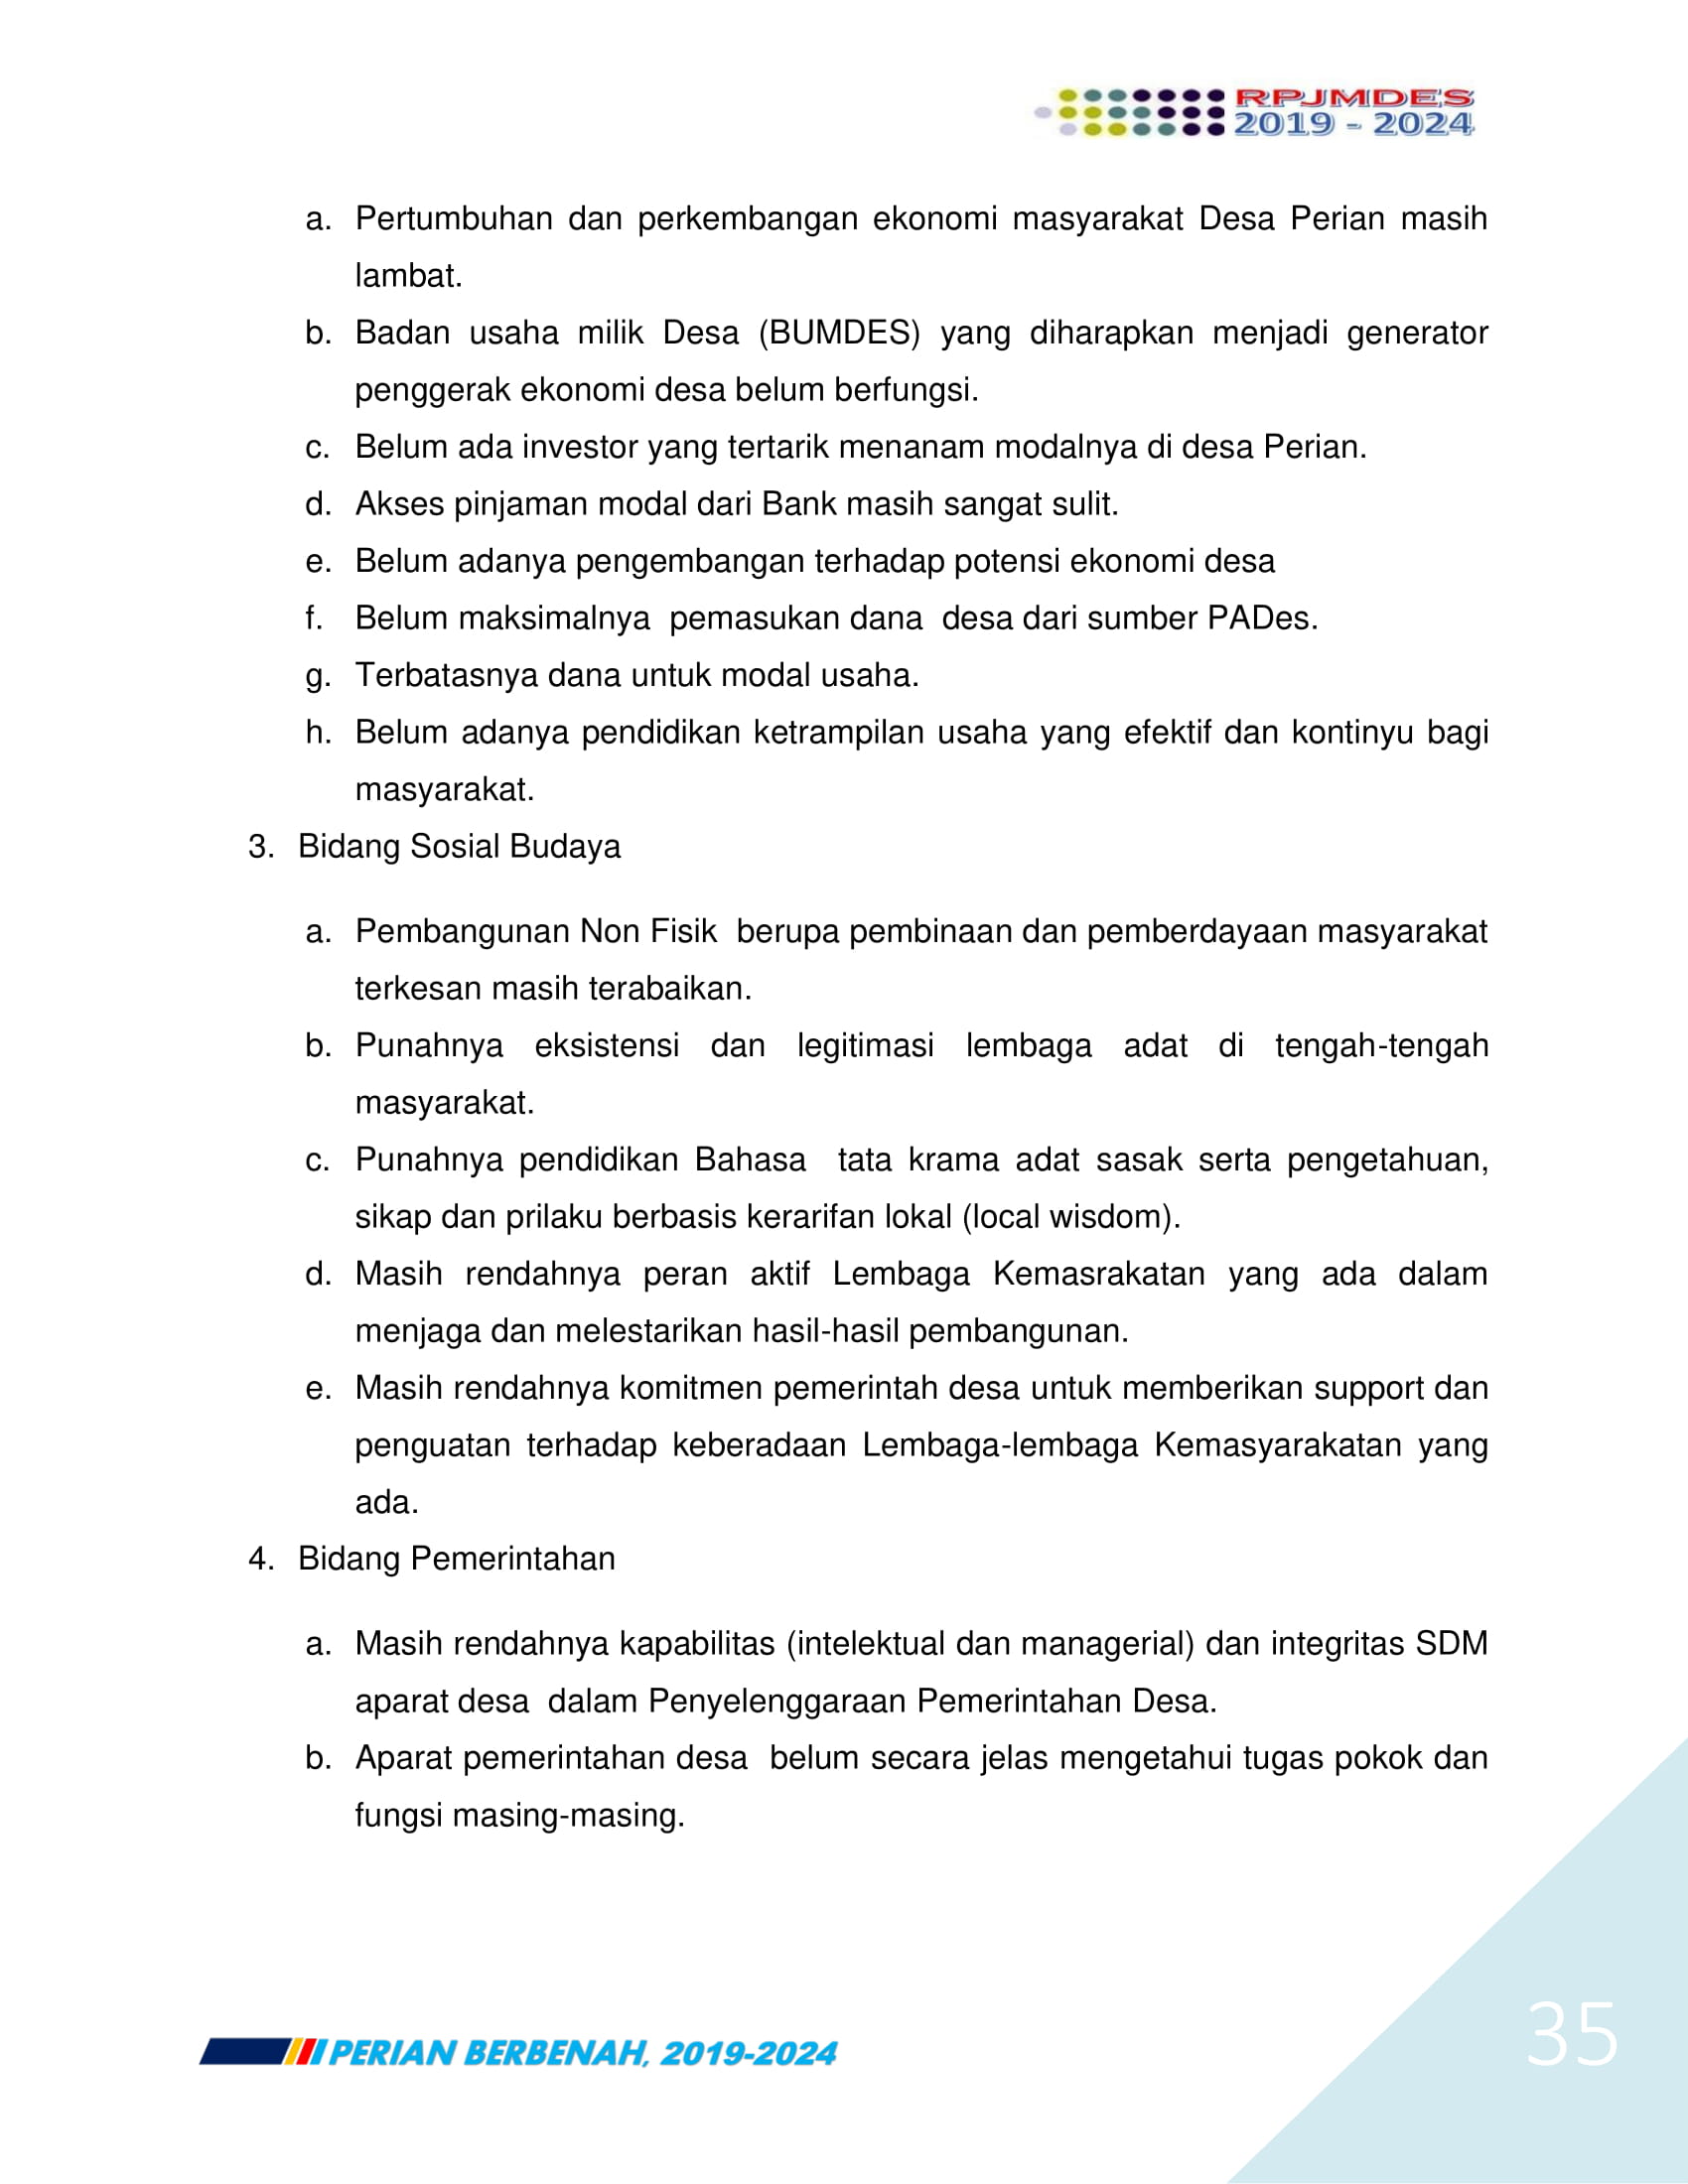 RPJMDES
2019 - 2024
a. Pertumbuhan dan perkembangan ekonomi masyarakat Desa Perian masih
lambat.
b. Badan usaha milik Desa (BUMDES) yang diharapkan menjadi generator
penggerak ekonomi desa belum berfungsi.
c. Belum ada investor yang tertarik menanam modalnya di desa Perian.
d. Akses pinjaman modal dari Bank masih sangat sulit.
e. Belum adanya pengembangan terhadap potensi ekonomi desa
f. Belum maksimalnya pemasukan dana desa dari sumber PADes.
g. Terbatasnya dana untuk modal usaha.
h. Belum adanya pendidikan ketrampilan usaha yang efektif dan kontinyu bagi
masyarakat.
3. Bidang Sosial Budaya
a. Pembangunan Non Fisik berupa pembinaan dan pemberdayaan masyarakat
terkesan masih terabaikan.
b. Punahnya eksistensi dan legitimasi lembaga adat di tengah-tengah
masyarakat.
c. Punahnya pendidikan Bahasa tata krama adat sasak serta pengetahuan,
sikap dan prilaku berbasis kerarifan lokal (local wisdom).
d. Masih rendahnya peran aktif Lembaga Kemasrakatan yang ada dalam
menjaga dan melestarikan hasil-hasil pembangunan.
e. Masih rendahnya komitmen pemerintah desa untuk memberikan support dan
penguatan terhadap keberadaan Lembaga-lembaga Kemasyarakatan yang
ada.
4. Bidang Pemerintahan
a. Masih rendahnya kapabilitas (intelektual dan managerial) dan integritas SDM
aparat desa dalam Penyelenggaraan Pemerintahan Desa.
b. Aparat pemerintahan desa belum secara jelas mengetahui tugas pokok dan
fungsi masing-masing.
PERIAN BERBENAH, 2019-2024
35